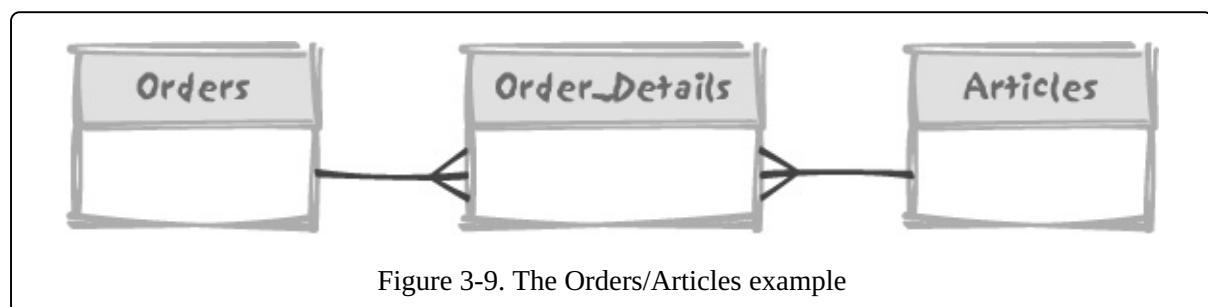 Orders
Order_Details
Articles
Figure 3-9. The Orders/Articles example